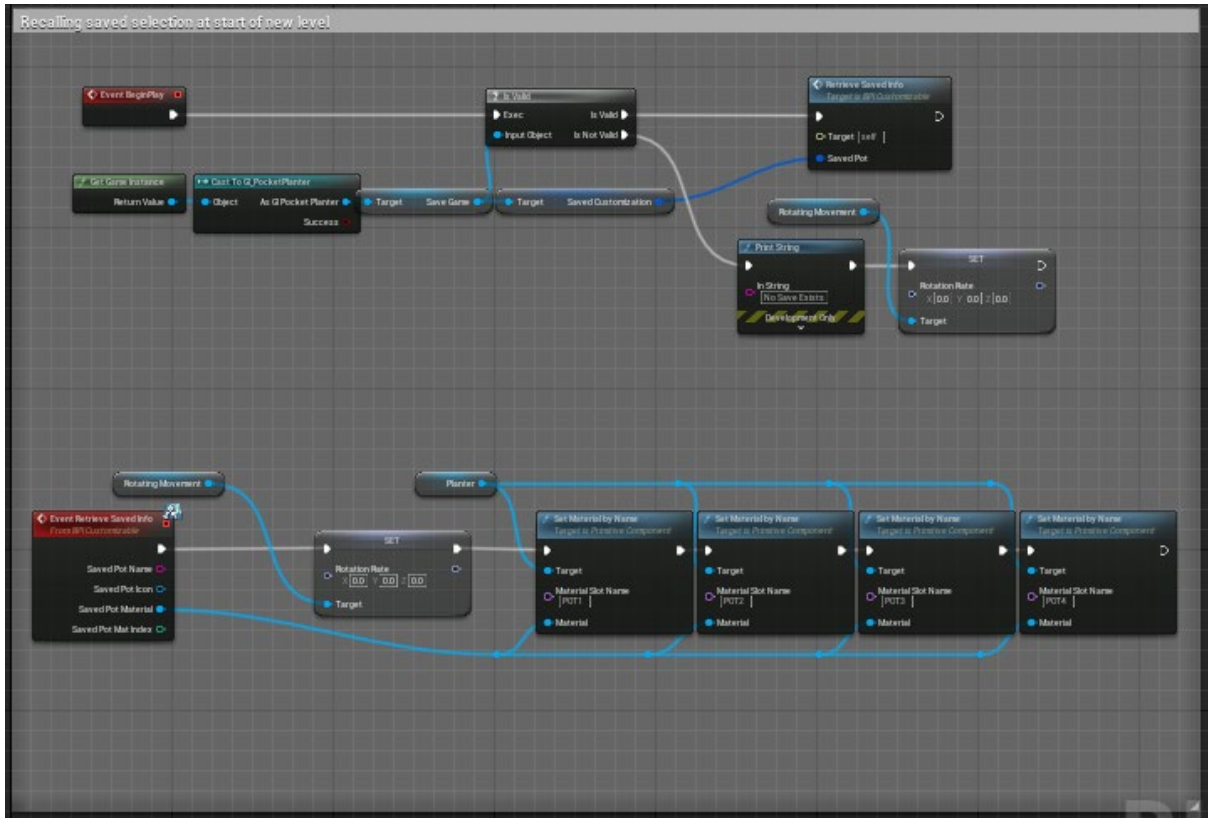 Recalling saved selection at start of new level
Event BeginPlay
Is Valid
Exec
Is Valid
Input Object
Is Not Valid
Retrieve Saved Info
Target is BPI Customizable
Target self
Saved Pot
Get Game Instance
Return Value
Cast To GI_PocketPlanter
Object
As GI Pocket Planter
Success
Target
Save Game
Target
Saved Customization
Rotating Movement
Print String
In String
No Save Exists
Development Only
SET
Rotation Rate
X 0.0 Y 0.0 Z 0.0
Target
Rotating Movement
Planter
Event Retrieve Saved Info
From BPI Customizable
Saved Pot Name
Saved Pot Icon
Saved Pot Material
Saved Pot Mat Index
SET
Rotation Rate
X 0.0 Y 0.0 Z 0.0
Target
Set Material by Name
Target is Primitive Component
Target
Material Slot Name
POT1
Material
Set Material by Name
Target is Primitive Component
Target
Material Slot Name
POT2
Material
Set Material by Name
Target is Primitive Component
Target
Material Slot Name
POT3
Material
Set Material by Name
Target is Primitive Component
Target
Material Slot Name
POT4
Material